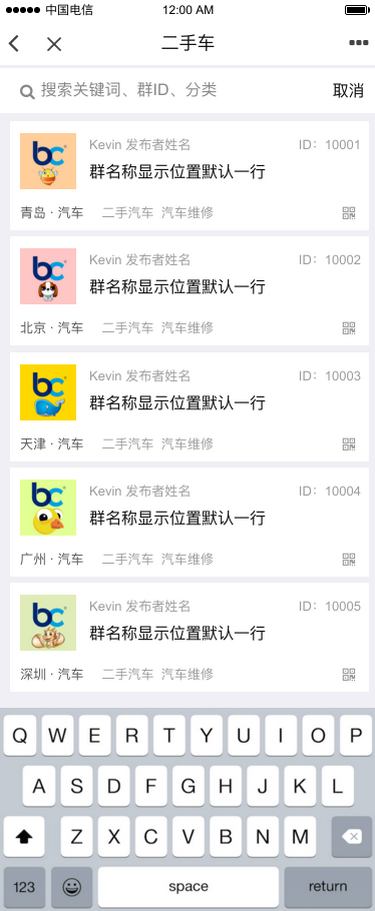 中国电信 12:00 AM
二手车
搜索关键词、群ID、分类 取消
bc Kevin 发布者姓名 ID：10001
群名称显示位置默认一行
青岛 · 汽车 二手汽车 汽车维修
bc Kevin 发布者姓名 ID：10002
群名称显示位置默认一行
北京 · 汽车 二手汽车 汽车维修
bc Kevin 发布者姓名 ID：10003
群名称显示位置默认一行
天津 · 汽车 二手汽车 汽车维修
bc Kevin 发布者姓名 ID：10004
群名称显示位置默认一行
广州 · 汽车 二手汽车 汽车维修
bc Kevin 发布者姓名 ID：10005
群名称显示位置默认一行
深圳 · 汽车 二手汽车 汽车维修
Q W E R T Y U I O P
A S D F G H J K L
Z X C V B N M
123 space return